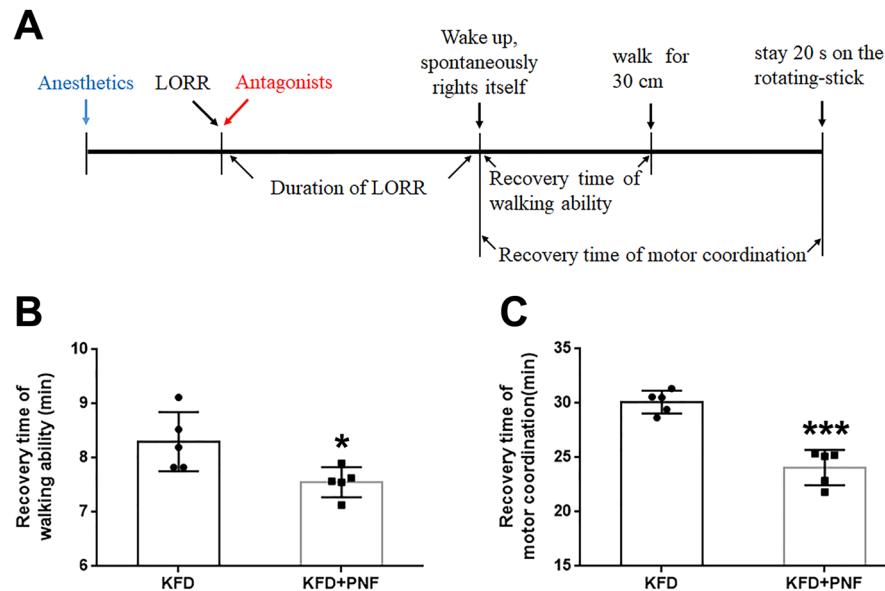 A
Anesthetics
LORR
Antagonists
Wake up,
spontaneously
rights itself
walk for
30 cm
stay 20 s on the
rotating-stick
Duration of LORR
Recovery time of
walking ability
Recovery time of motor coordination
B
Recovery time of
walking ability (min)
10
9
8
7
6
*
KFD
KFD+PNF
C
Recovery time of
motor coordination(min)
35
30
25
20
15
***
KFD
KFD+PNF